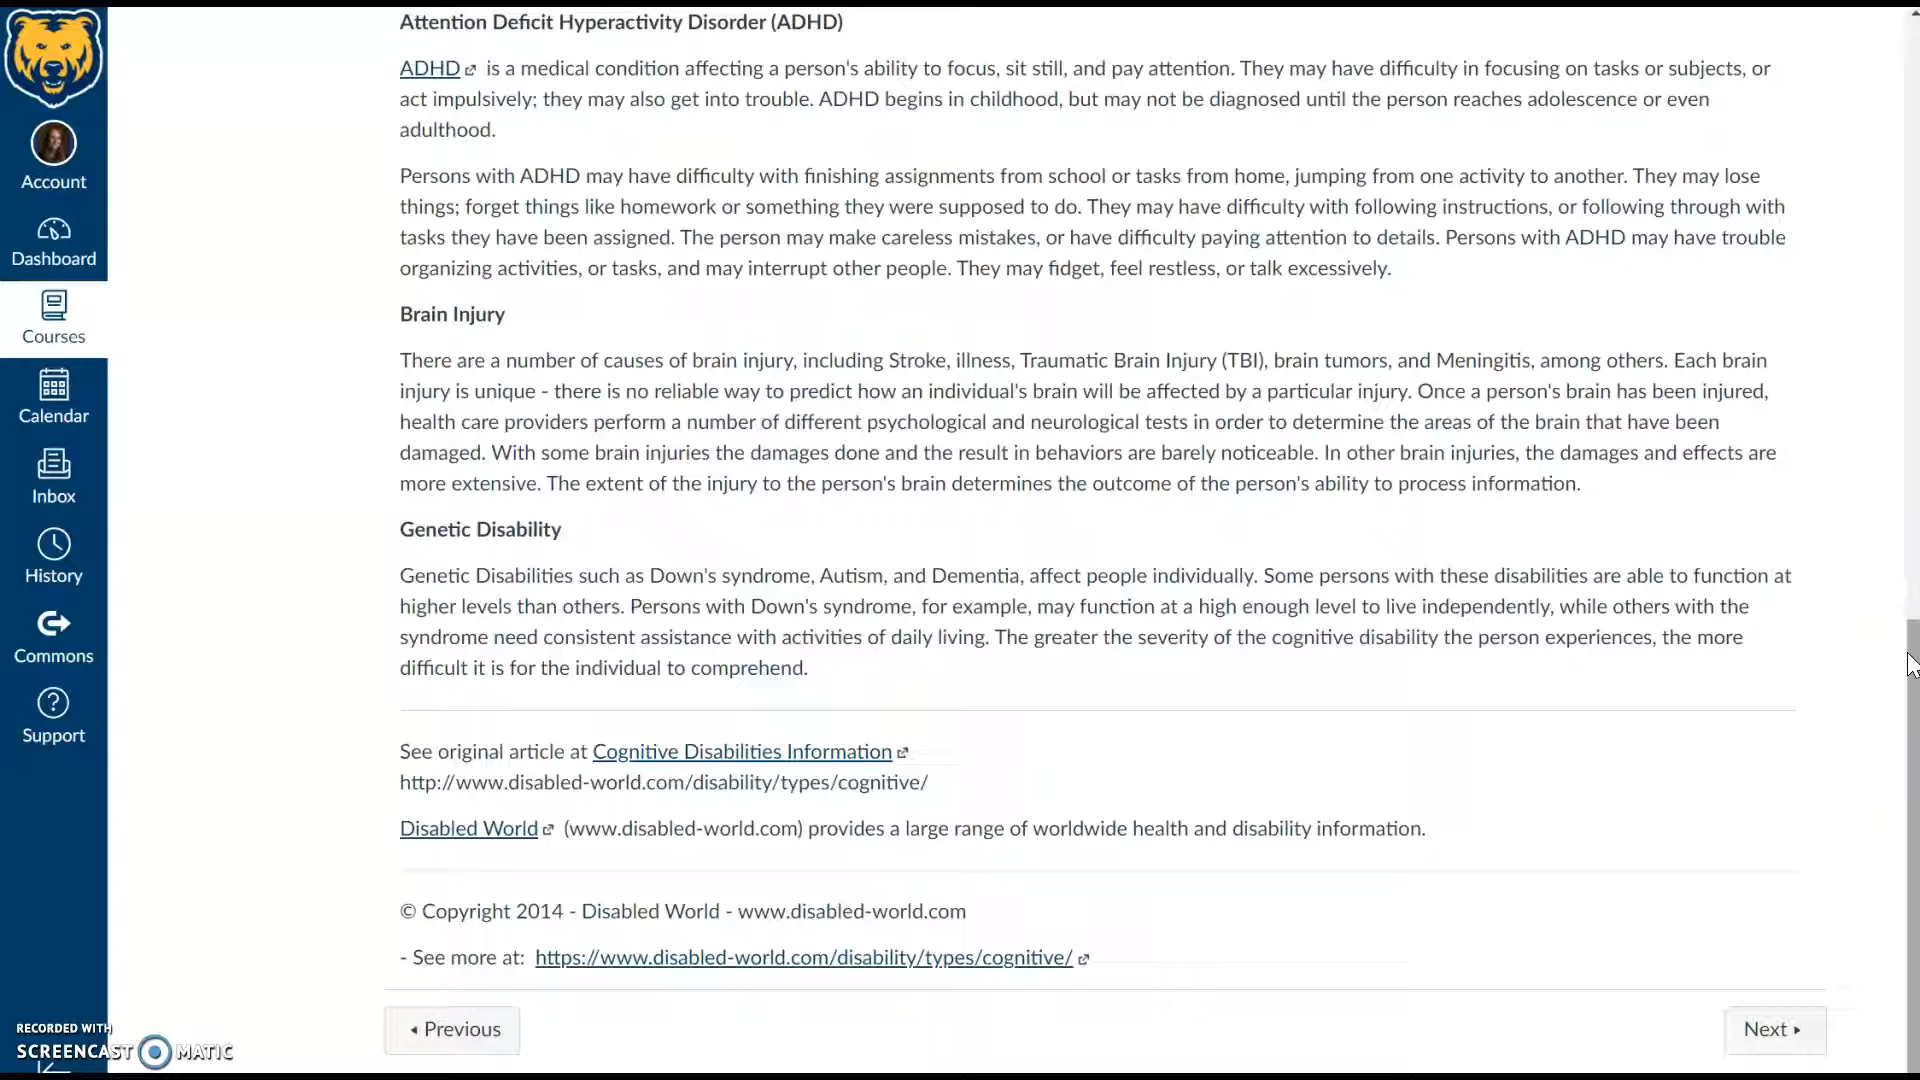 Attention Deficit Hyperactivity Disorder (ADHD)
ADHD is a medical condition affecting a person's ability to focus, sit still, and pay attention. They may have difficulty in focusing on tasks or subjects, or
act impulsively; they may also get into trouble. ADHD begins in childhood, but may not be diagnosed until the person reaches adolescence or even
adulthood.
Persons with ADHD may have difficulty with finishing assignments from school or tasks from home, jumping from one activity to another. They may lose
things; forget things like homework or something they were supposed to do. They may have difficulty with following instructions, or following through with
tasks they have been assigned. The person may make careless mistakes, or have difficulty paying attention to details. Persons with ADHD may have trouble
organizing activities, or tasks, and may interrupt other people. They may fidget, feel restless, or talk excessively.
Brain Injury
There are a number of causes of brain injury, including Stroke, illness, Traumatic Brain Injury (TBI), brain tumors, and Meningitis, among others. Each brain
injury is unique - there is no reliable way to predict how an individual's brain will be affected by a particular injury. Once a person's brain has been injured,
health care providers perform a number of different psychological and neurological tests in order to determine the areas of the brain that have been
damaged. With some brain injuries the damages done and the result in behaviors are barely noticeable. In other brain injuries, the damages and effects are
more extensive. The extent of the injury to the person's brain determines the outcome of the person's ability to process information.
Genetic Disability
Genetic Disabilities such as Down's syndrome, Autism, and Dementia, affect people individually. Some persons with these disabilities are able to function at
higher levels than others. Persons with Down's syndrome, for example, may function at a high enough level to live independently, while others with the
syndrome need consistent assistance with activities of daily living. The greater the severity of the cognitive disability the person experiences, the more
difficult it is for the individual to comprehend.
See original article at Cognitive Disabilities Information
http://www.disabled-world.com/disability/types/cognitive/
Disabled World (www.disabled-world.com) provides a large range of worldwide health and disability information.
© Copyright 2014 - Disabled World - www.disabled-world.com
- See more at: https://www.disabled-world.com/disability/types/cognitive/
Previous
Next
Account
Dashboard
Courses
Calendar
Inbox
History
Commons
Support
RECORDED WITH
SCREENCAST MATIC